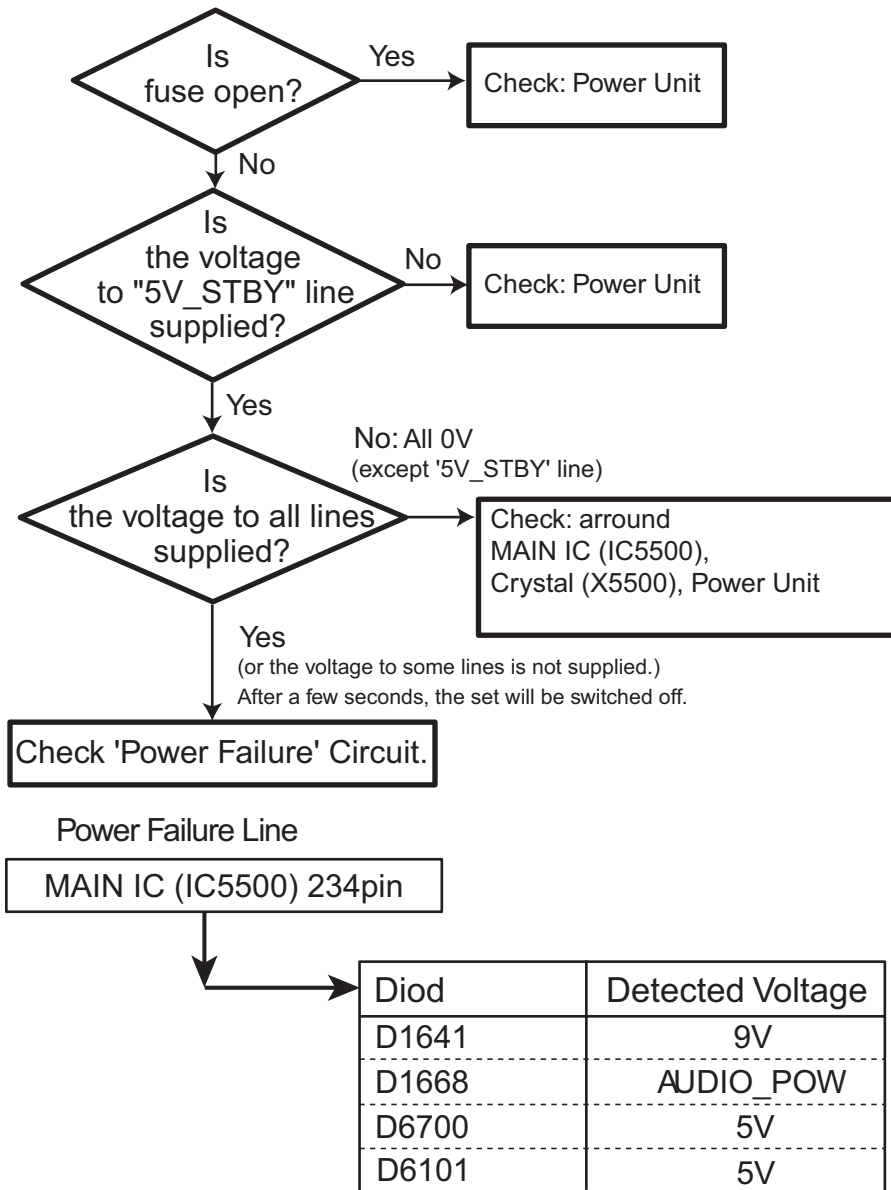 Is
fuse open?
Yes
Check: Power Unit
No
Is
the voltage
to "5V_STBY" line
supplied?
No
Check: Power Unit
Yes
Is
the voltage to all lines
supplied?
No: All 0V
(except '5V_STBY' line)
Check: arround
MAIN IC (IC5500),
Crystal (X5500), Power Unit
Yes
(or the voltage to some lines is not supplied.)
After a few seconds, the set will be switched off.
Check 'Power Failure' Circuit.
Power Failure Line
MAIN IC (IC5500) 234pin
Diod Detected Voltage
D1641 9V
D1668 AUDIO_POW
D6700 5V
D6101 5V